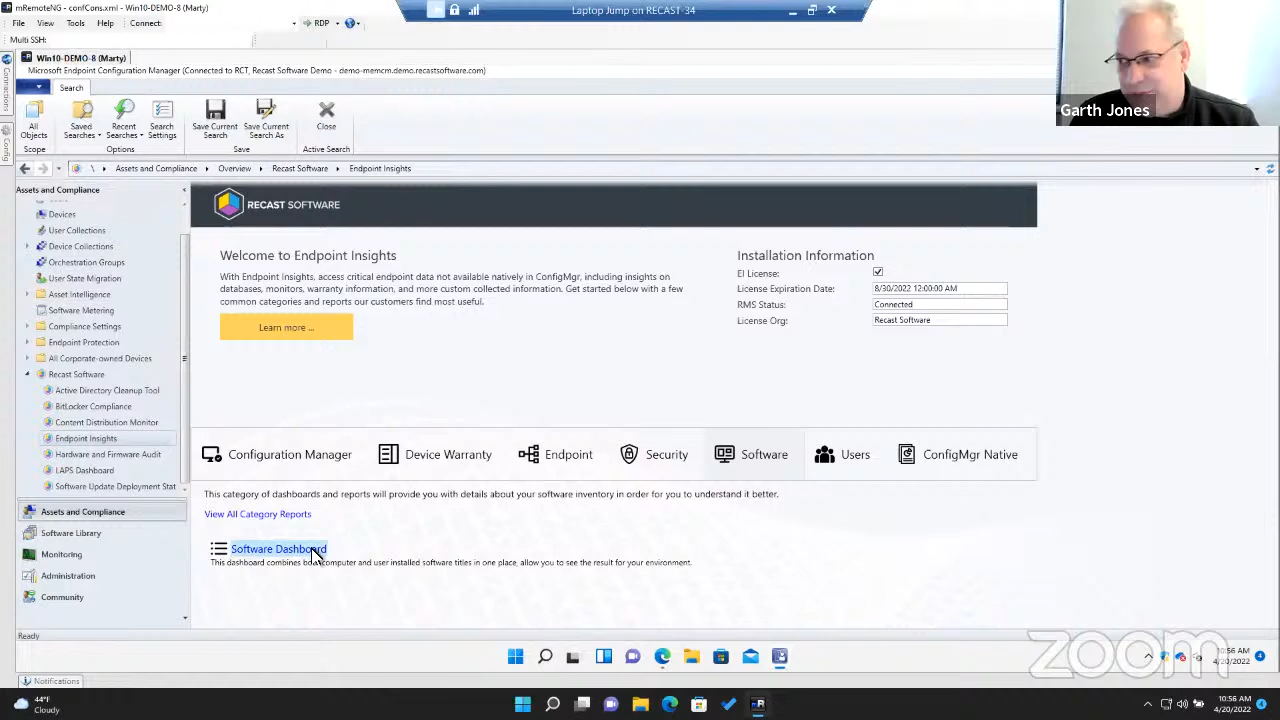 mRemoteNG - confCons.xml - Win10-DEMO-8 (Marty)
Laptop Jump on RECAST-34
File View Tools Help Connect: RDP
Multi SSH:
Garth Jones
Connections
Config
Win10-DEMO-8 (Marty)
Microsoft Endpoint Configuration Manager (Connected to RCT, Recast Software Demo - demo-memcm.demo.recastsoftware.com)
Search
All Objects
Saved Searches
Recent Searches
Search Settings
Save Current Search
Save Current Search As
Close
Scope Options Save Active Search
\ Assets and Compliance Overview Recast Software Endpoint Insights
Assets and Compliance
Devices
User Collections
Device Collections
Orchestration Groups
User State Migration
Asset Intelligence
Software Metering
Compliance Settings
Endpoint Protection
All Corporate-owned Devices
Recast Software
Active Directory Cleanup Tool
BitLocker Compliance
Content Distribution Monitor
Endpoint Insights
Hardware and Firmware Audit
LAPS Dashboard
Software Update Deployment Stat
Assets and Compliance
Software Library
Monitoring
Administration
Community
RECAST SOFTWARE
Welcome to Endpoint Insights
With Endpoint Insights, access critical endpoint data not available natively in ConfigMgr, including insights on
databases, monitors, warranty information, and more custom collected information. Get started below with a few
common categories and reports our customers find most useful.
Learn more ...
Installation Information
EI License:
License Expiration Date: 8/30/2022 12:00:00 AM
RMS Status: Connected
License Org: Recast Software
Configuration Manager Device Warranty Endpoint Security Software Users ConfigMgr Native
This category of dashboards and reports will provide you with details about your software inventory in order for you to understand it better.
View All Category Reports
Software Dashboard
This dashboard combines computer and user installed software titles in one place, allow you to see the result for your environment.
Ready
zoom
10:56 AM
4/20/2022
Notifications
44°F
Cloudy
10:56 AM
4/20/2022